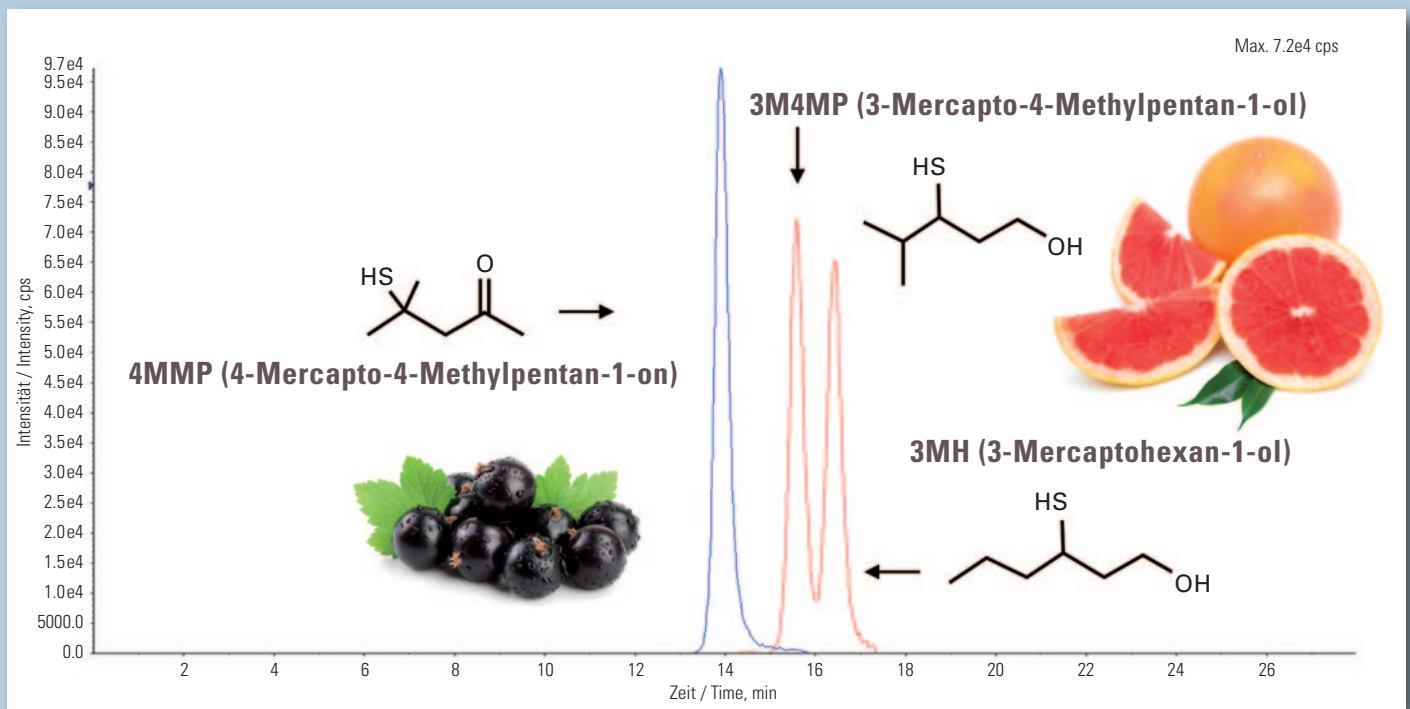 Max. 7.2e4 cps
9.7e4
9.5e4
9.0e4
8.5e4
8.0e4
7.5e4
7.0e4
6.5e4
6.0e4
5.5e4
5.0e4
4.5e4
4.0e4
3.5e4
3.0e4
2.5e4
2.0e4
1.5e4
1.0e4
5000.0
0.0
Intensität / Intensity, cps
3M4MP (3-Mercapto-4-Methylpentan-1-ol)
HS
OH
HS
O
4MMP (4-Mercapto-4-Methylpentan-1-on)
3MH (3-Mercaptohexan-1-ol)
HS
OH
2 4 6 8 10 12 14 16 18 20 22 24 26
Zeit / Time, min